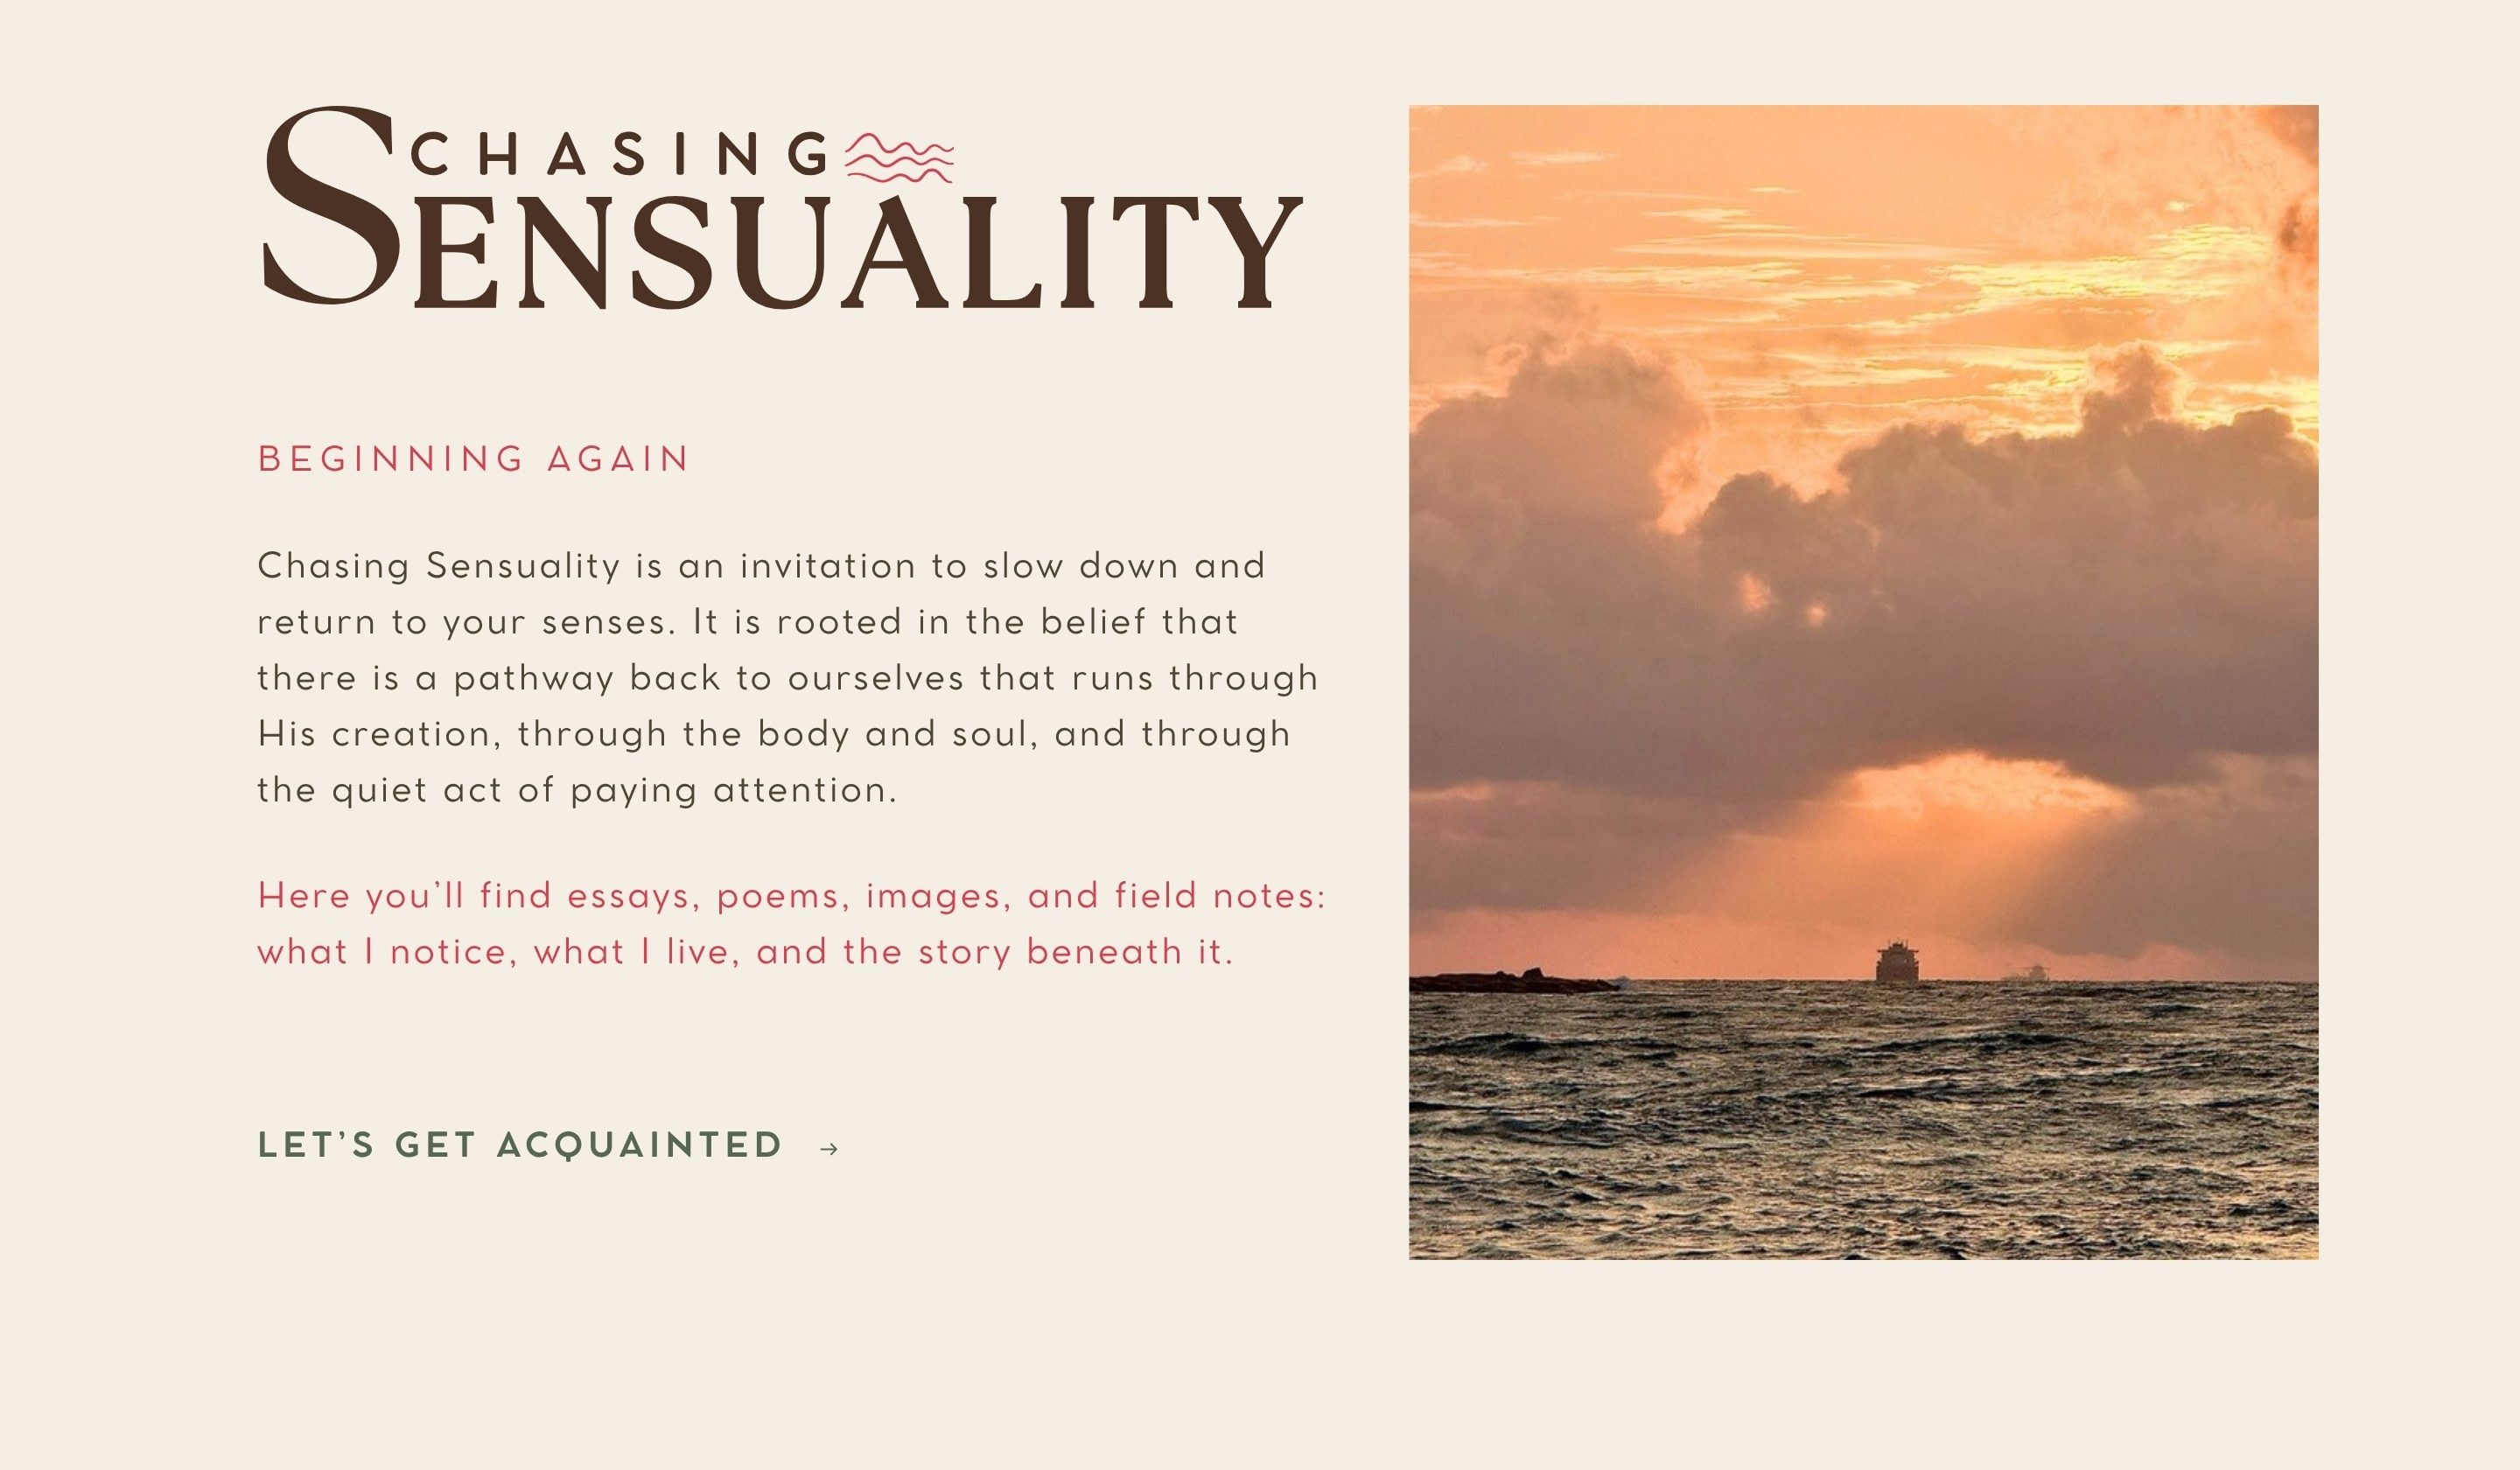 CHASING
SENSUALITY
BEGINNING AGAIN
Chasing Sensuality is an invitation to slow down and
return to your senses. It is rooted in the belief that
there is a pathway back to ourselves that runs through
His creation, through the body and soul, and through
the quiet act of paying attention.
Here you’ll find essays, poems, images, and field notes:
what I notice, what I live, and the story beneath it.
LET’S GET ACQUAINTED →